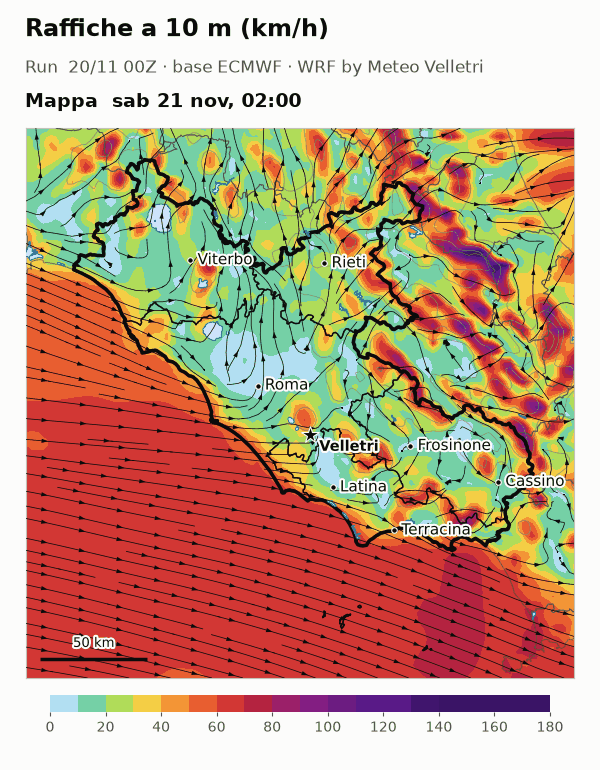 Raffiche a 10 m (km/h)
Run  20/11 00Z · base ECMWF · WRF by Meteo Velletri
Mappa  sab 21 nov, 02:00
Viterbo
Rieti
Roma
Velletri
Frosinone
Cassino
Latina
Terracina
50 km
0 20 40 60 80 100 120 140 160 180